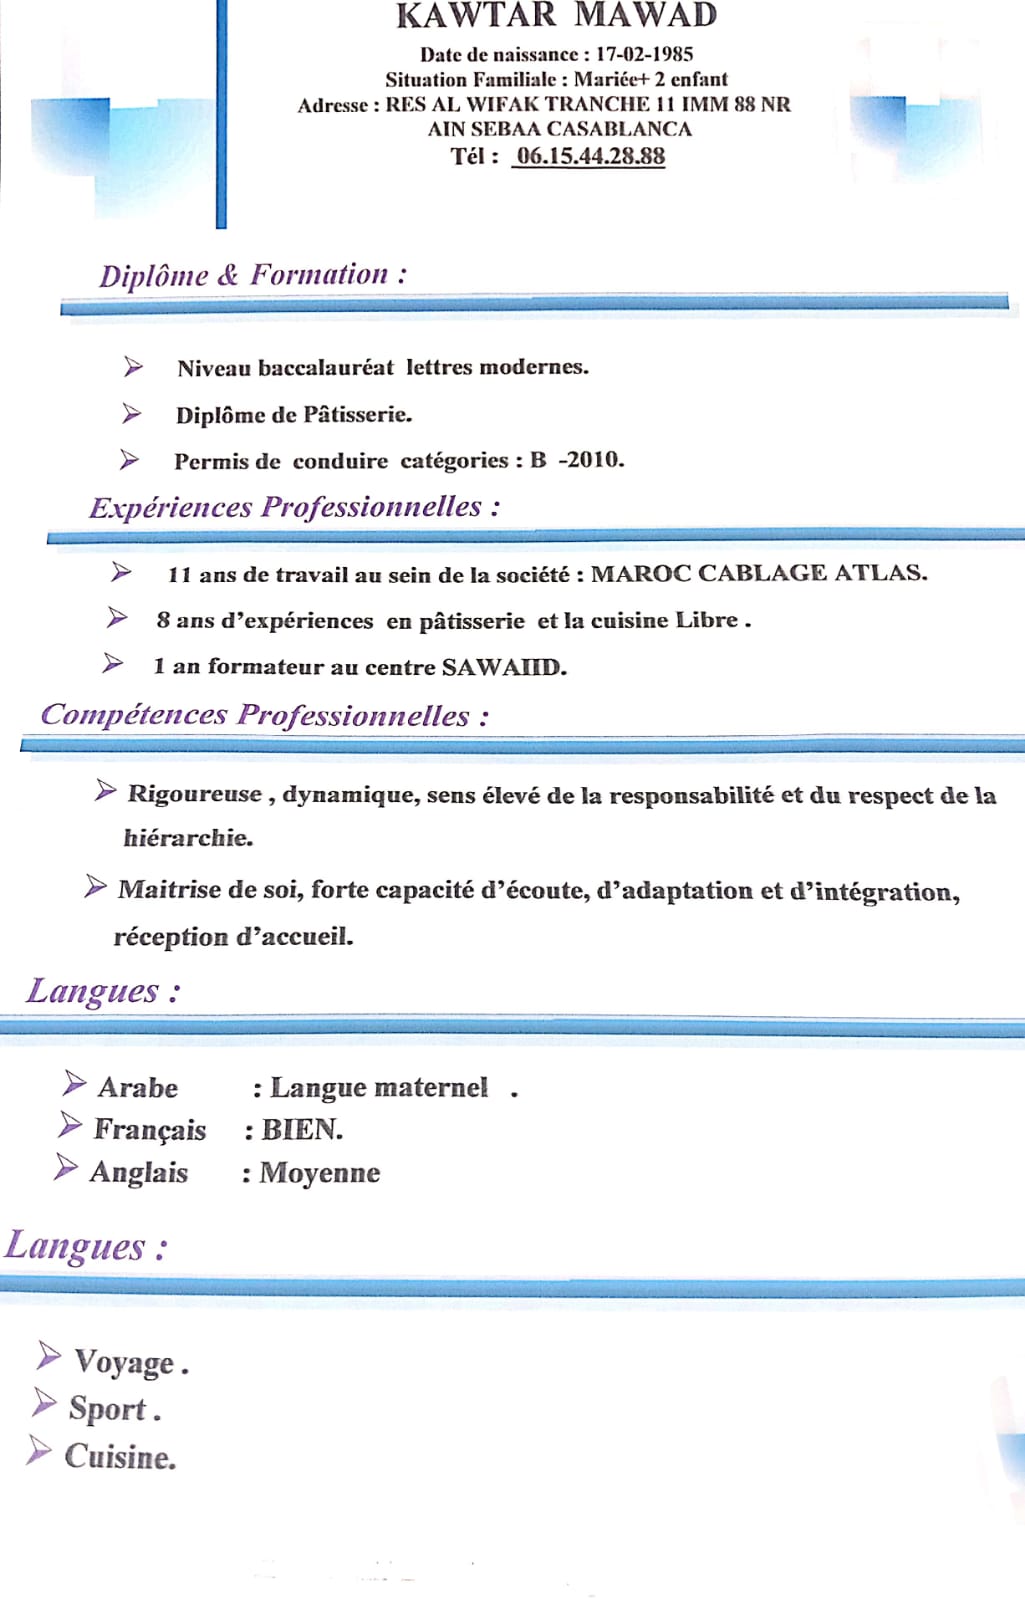 KAWTAR MAWAD
Date de naissance : 17-02-1985
Situation Familiale : Mariée+ 2 enfant
Adresse : RES AL WIFAK TRANCHE 11 IMM 88 NR
AIN SEBAA CASABLANCA
Tél : 06.15.44.28.88
Diplôme & Formation :
➢ Niveau baccalauréat lettres modernes.
➢ Diplôme de Pâtisserie.
➢ Permis de conduire catégories : B -2010.
Expériences Professionnelles :
➢ 11 ans de travail au sein de la société : MAROC CABLAGE ATLAS.
➢ 8 ans d’expériences en pâtisserie et la cuisine Libre .
➢ 1 an formateur au centre SAWAIID.
Compétences Professionnelles :
➢ Rigoureuse , dynamique, sens élevé de la responsabilité et du respect de la
hiérarchie.
➢ Maitrise de soi, forte capacité d’écoute, d’adaptation et d’intégration,
réception d’accueil.
Langues :
➢ Arabe : Langue maternel .
➢ Français : BIEN.
➢ Anglais : Moyenne
Langues :
➢ Voyage .
➢ Sport .
➢ Cuisine.